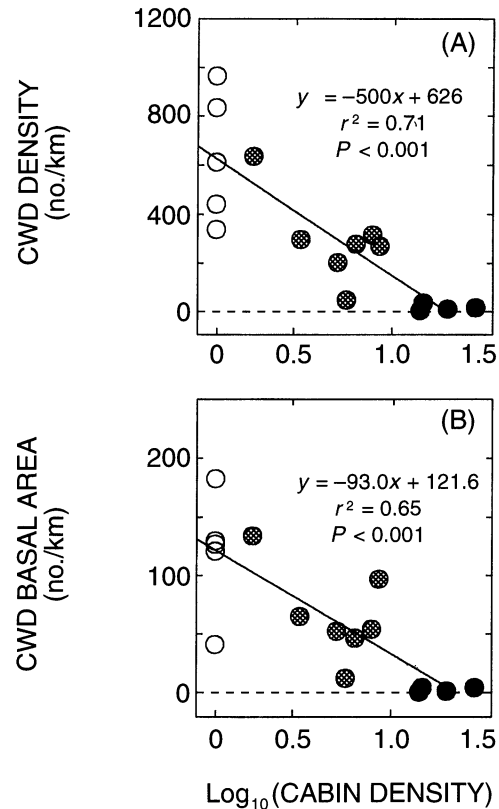 1200
(A)
CWD DENSITY
(no./km)
y = −500x + 626
r² = 0.71
P < 0.001
800
400
0
0 0.5 1.0 1.5
(B)
CWD BASAL AREA
(no./km)
200
y = −93.0x + 121.6
r² = 0.65
P < 0.001
100
0
0 0.5 1.0 1.5
Log₁₀(CABIN DENSITY)